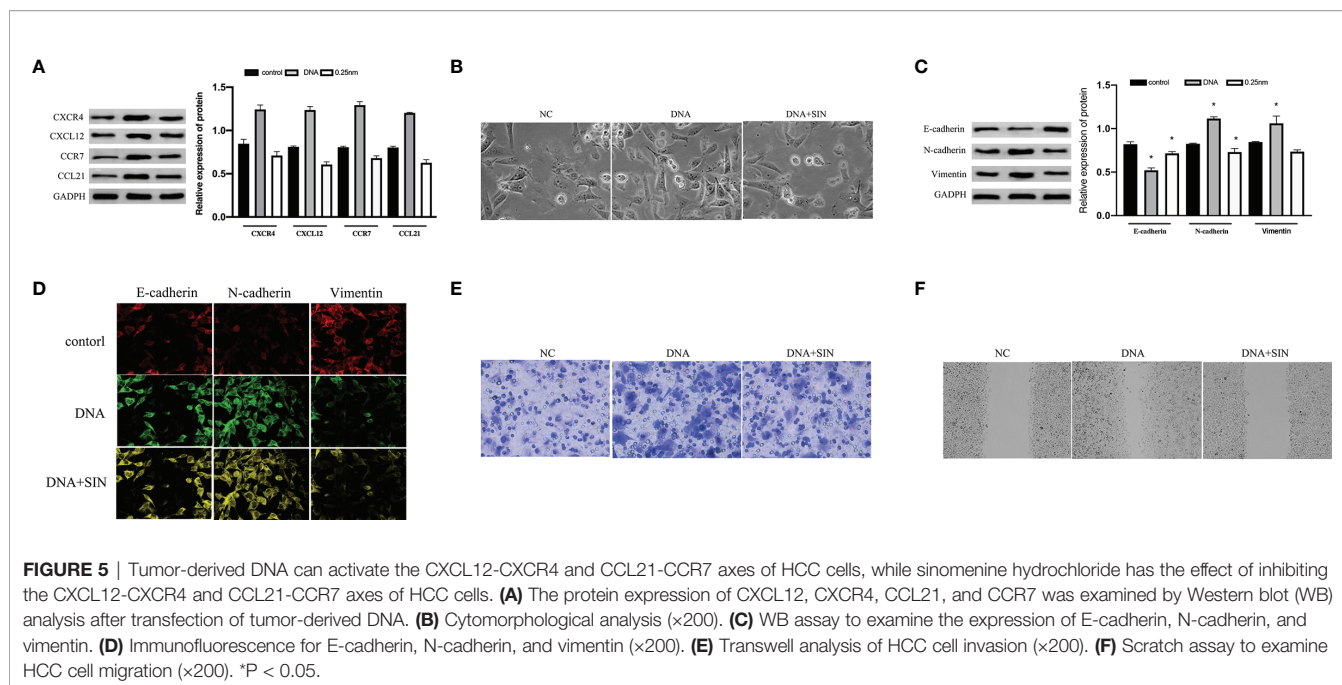 A
control DNA 0.25nm
CXCR4
CXCL12
CCR7
CCL21
GADPH
Relative expression of protein
1.5
1.0
0.5
0.0
CXCR4 CXCL12 CCR7 CCL21
B
NC DNA DNA+SIN
C
control DNA 0.25nm
E-cadherin
N-cadherin
Vimentin
GADPH
Relative expression of protein
1.5
1.0
0.5
0.0
* * * * *
E-cadherin N-cadherin Vimentin
D
E-cadherin N-cadherin Vimentin
contorl
DNA
DNA+SIN
E
NC DNA DNA+SIN
F
NC DNA DNA+SIN
FIGURE 5 | Tumor-derived DNA can activate the CXCL12-CXCR4 and CCL21-CCR7 axes of HCC cells, while sinomenine hydrochloride has the effect of inhibiting
the CXCL12-CXCR4 and CCL21-CCR7 axes of HCC cells. (A) The protein expression of CXCL12, CXCR4, CCL21, and CCR7 was examined by Western blot (WB)
analysis after transfection of tumor-derived DNA. (B) Cytomorphological analysis (×200). (C) WB assay to examine the expression of E-cadherin, N-cadherin, and
vimentin. (D) Immunofluorescence for E-cadherin, N-cadherin, and vimentin (×200). (E) Transwell analysis of HCC cell invasion (×200). (F) Scratch assay to examine
HCC cell migration (×200). *P < 0.05.